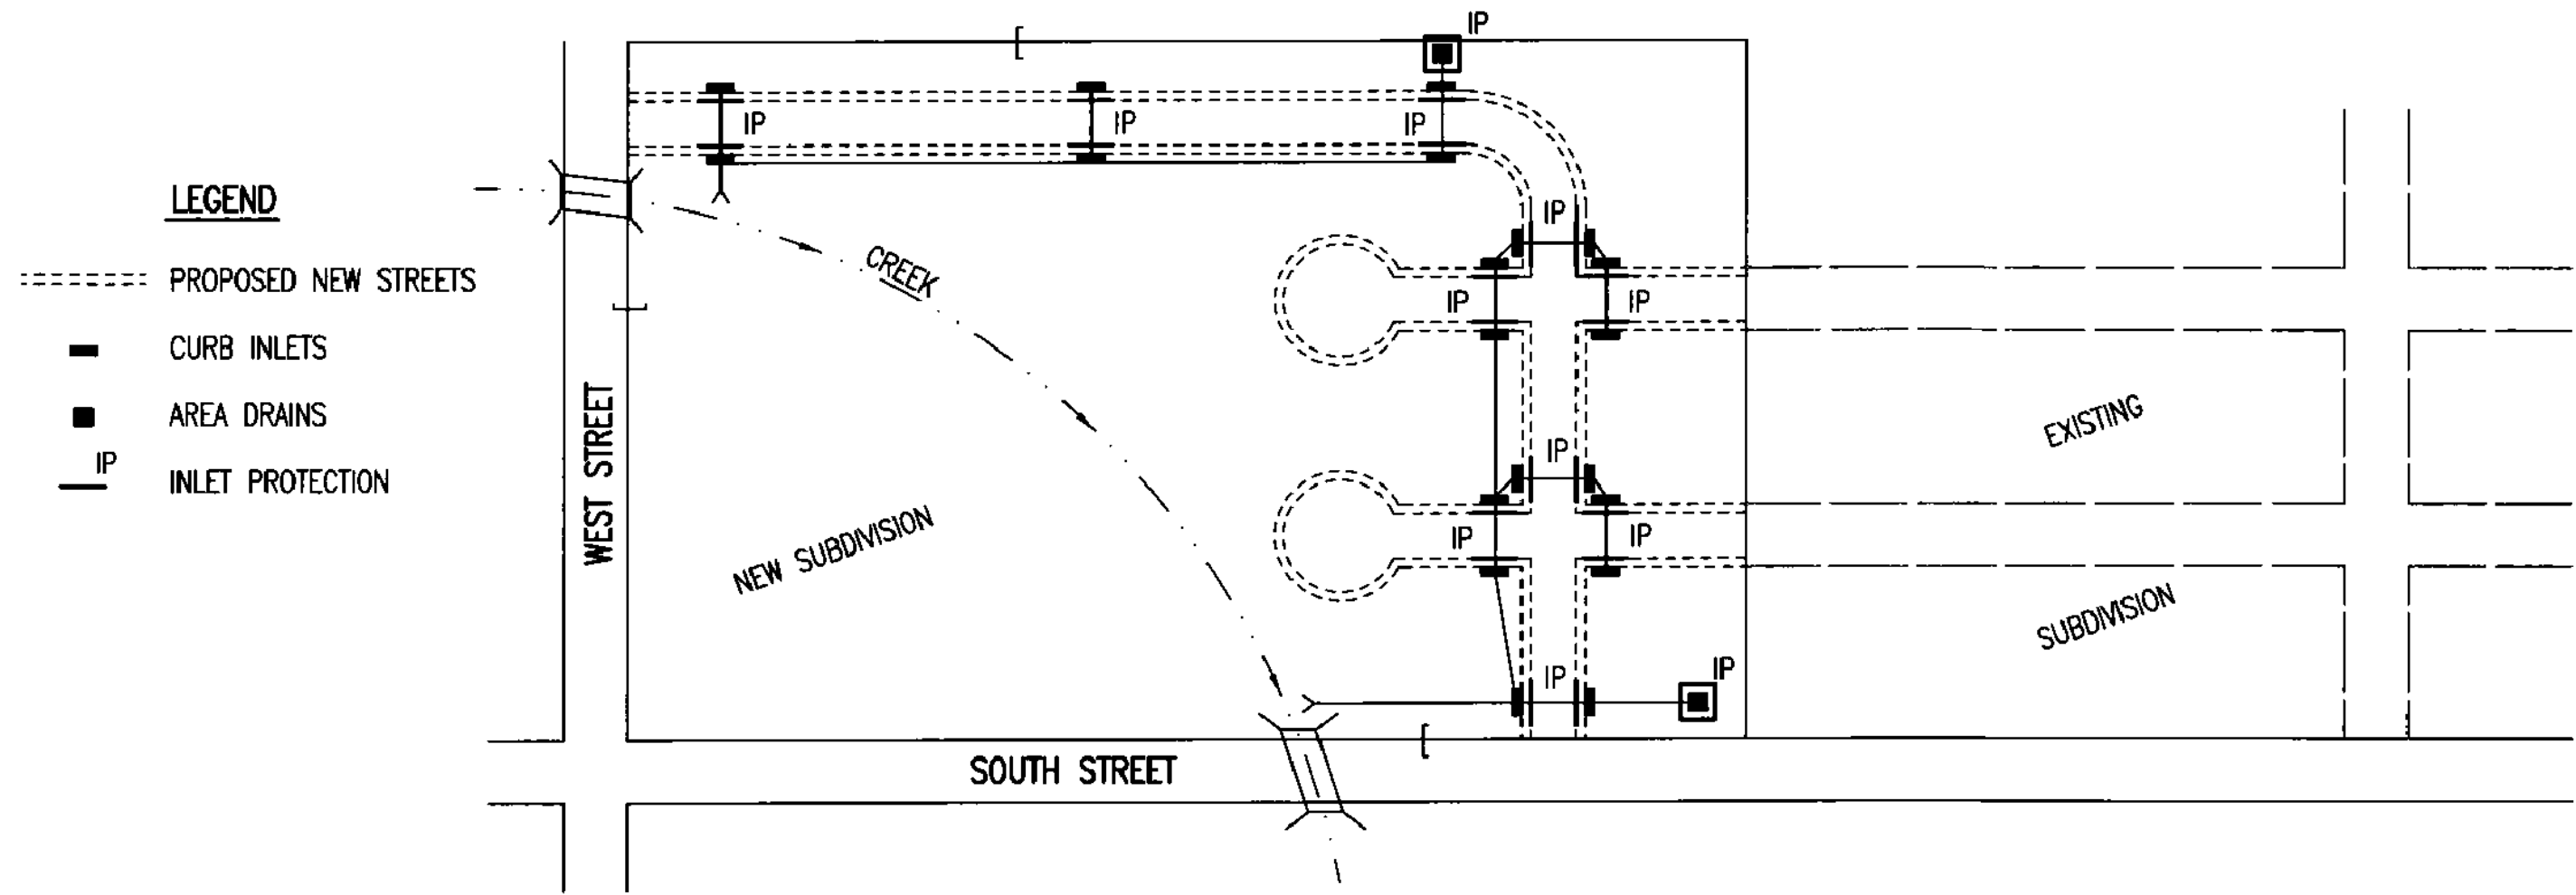 IP
IP
IP
IP
LEGEND
PROPOSED NEW STREETS
CURB INLETS
AREA DRAINS
IP
INLET PROTECTION
WEST STREET
CREEK
NEW SUBDIVISION
IP
IP
IP
IP
IP
IP
IP
IP
EXISTING
SUBDIVISION
SOUTH STREET